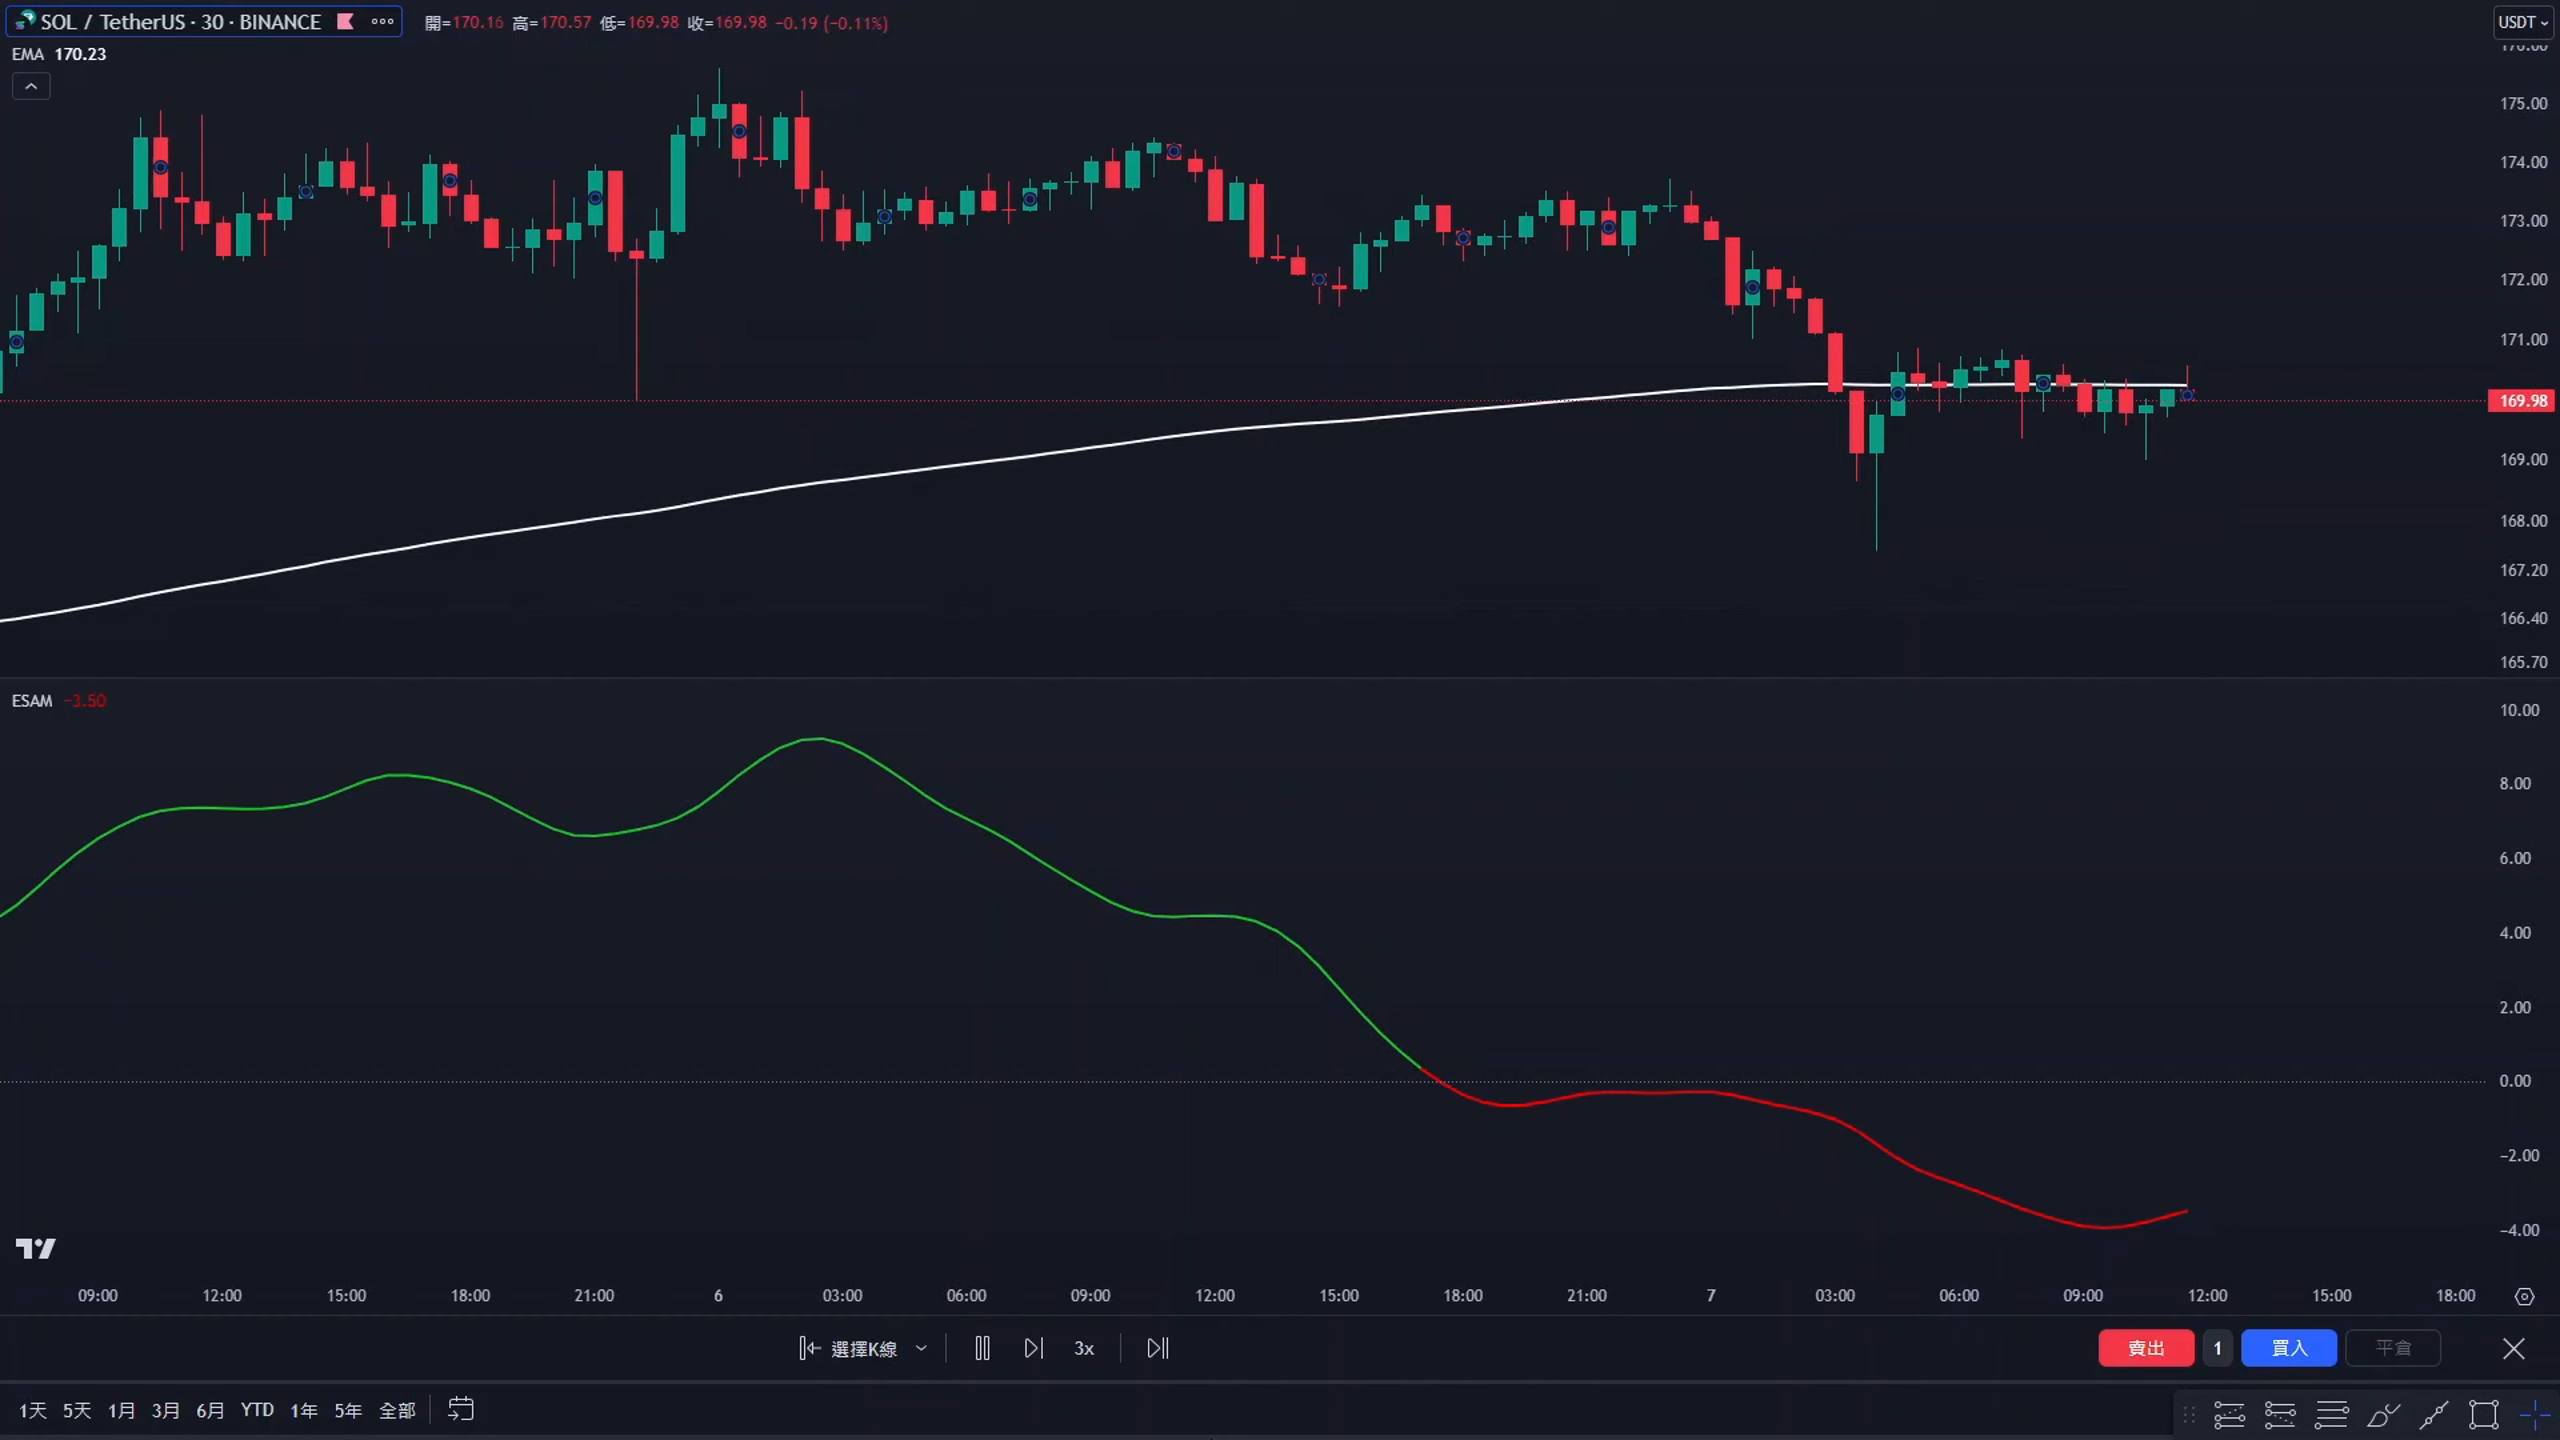 SOL / TetherUS · 30 · BINANCE 開=170.16 高=170.57 低=169.98 收=169.98 −0.19 (−0.11%)
USDT
EMA 170.23
176.00
175.00
174.00
173.00
172.00
171.00
169.98
169.00
168.00
167.20
166.40
165.70
ESAM −3.50
10.00
8.00
6.00
4.00
2.00
0.00
−2.00
−4.00
09:00 12:00 15:00 18:00 21:00 6 03:00 06:00 09:00 12:00 15:00 18:00 21:00 7 03:00 06:00 09:00 12:00 15:00 18:00
選擇K線 3x 賣出 1 買入 平倉
1天 5天 1月 3月 6月 YTD 1年 5年 全部